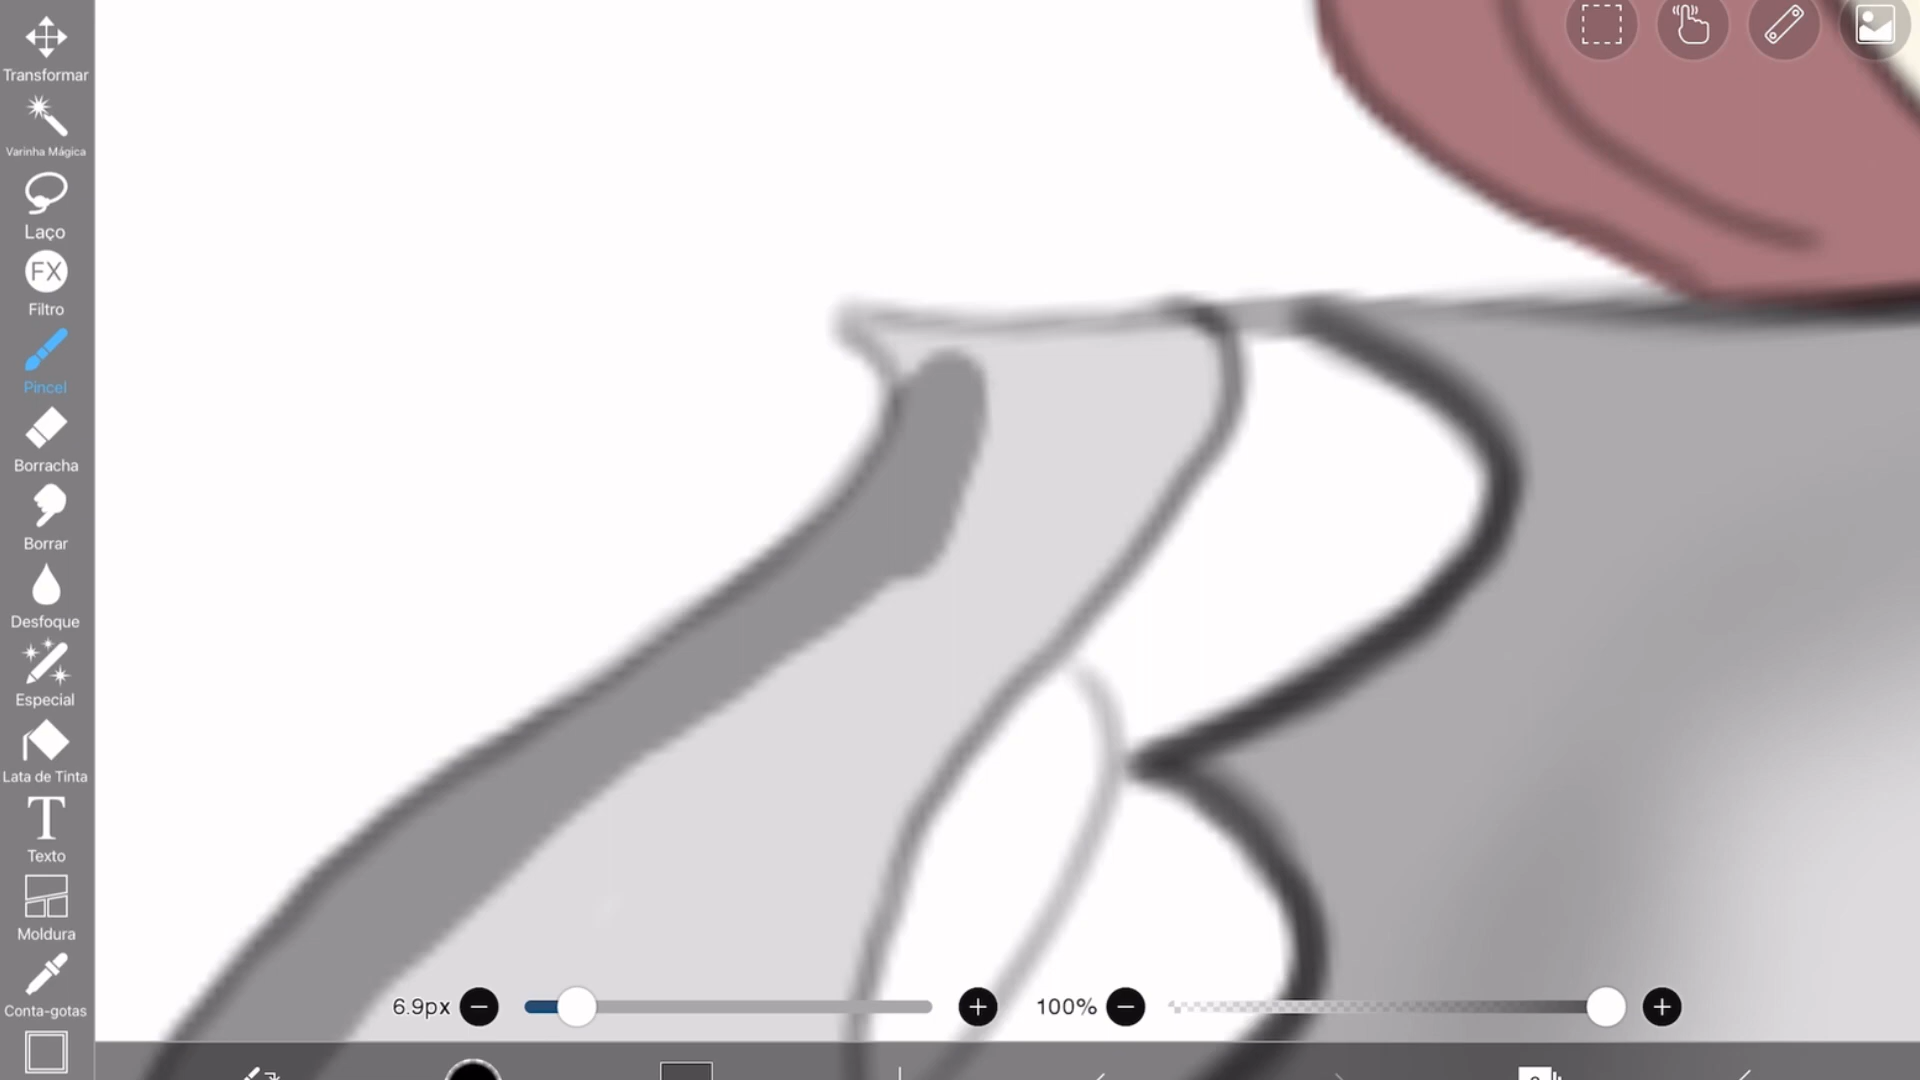 Transformar
Varinha Mágica
Laço
FX
Filtro
Pincel
Borracha
Borrar
Desfoque
Especial
Lata de Tinta
T
Texto
Moldura
Conta-gotas
6.9px
100%